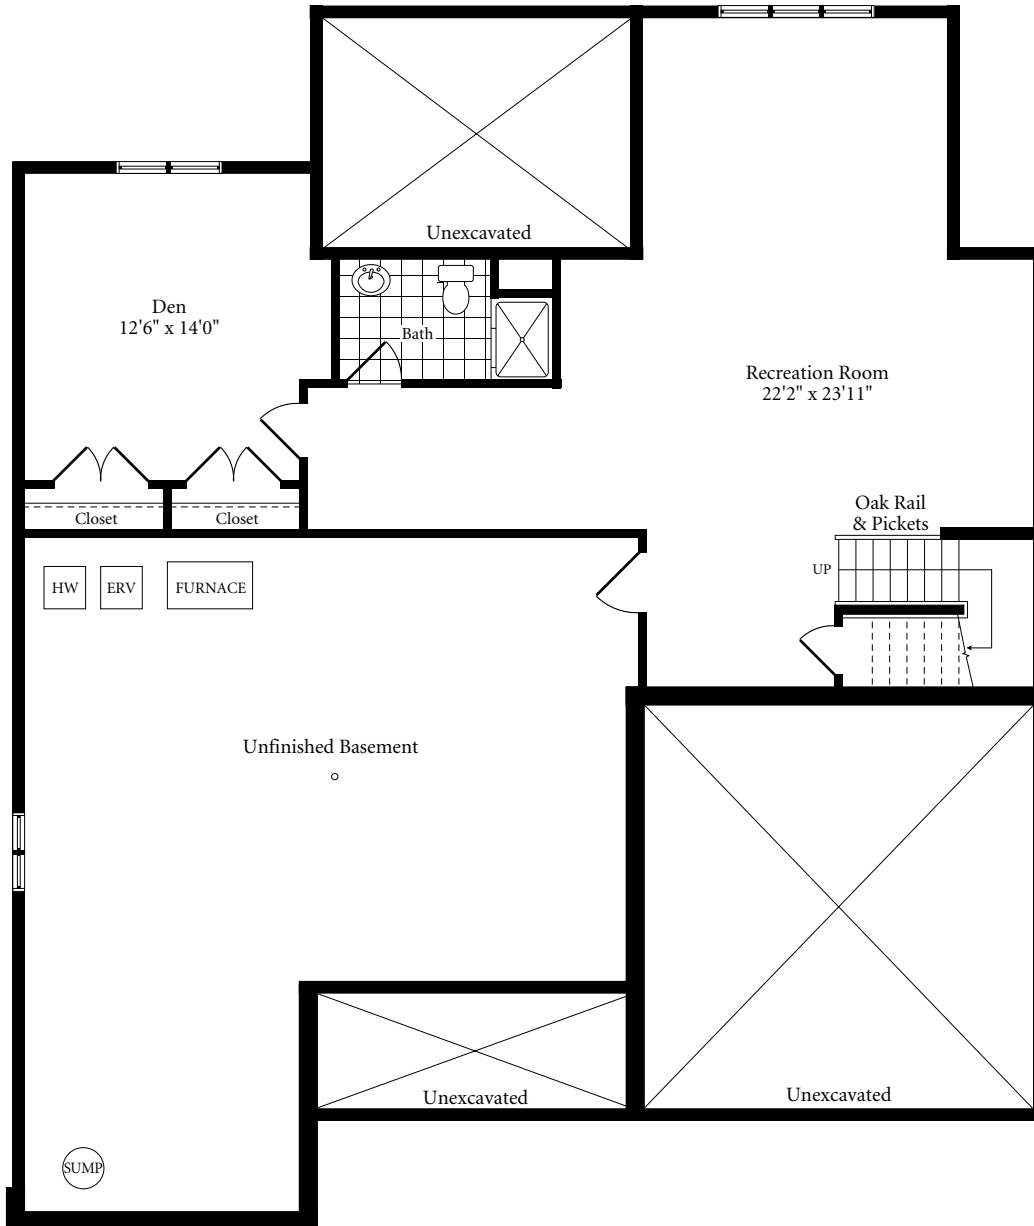 Unexcavated
Den
12'6" x 14'0"
Bath
Recreation Room
22'2" x 23'11"
Closet
Closet
Oak Rail
& Pickets
UP
HW
ERV
FURNACE
Unfinished Basement
Unexcavated
Unexcavated
SUMP